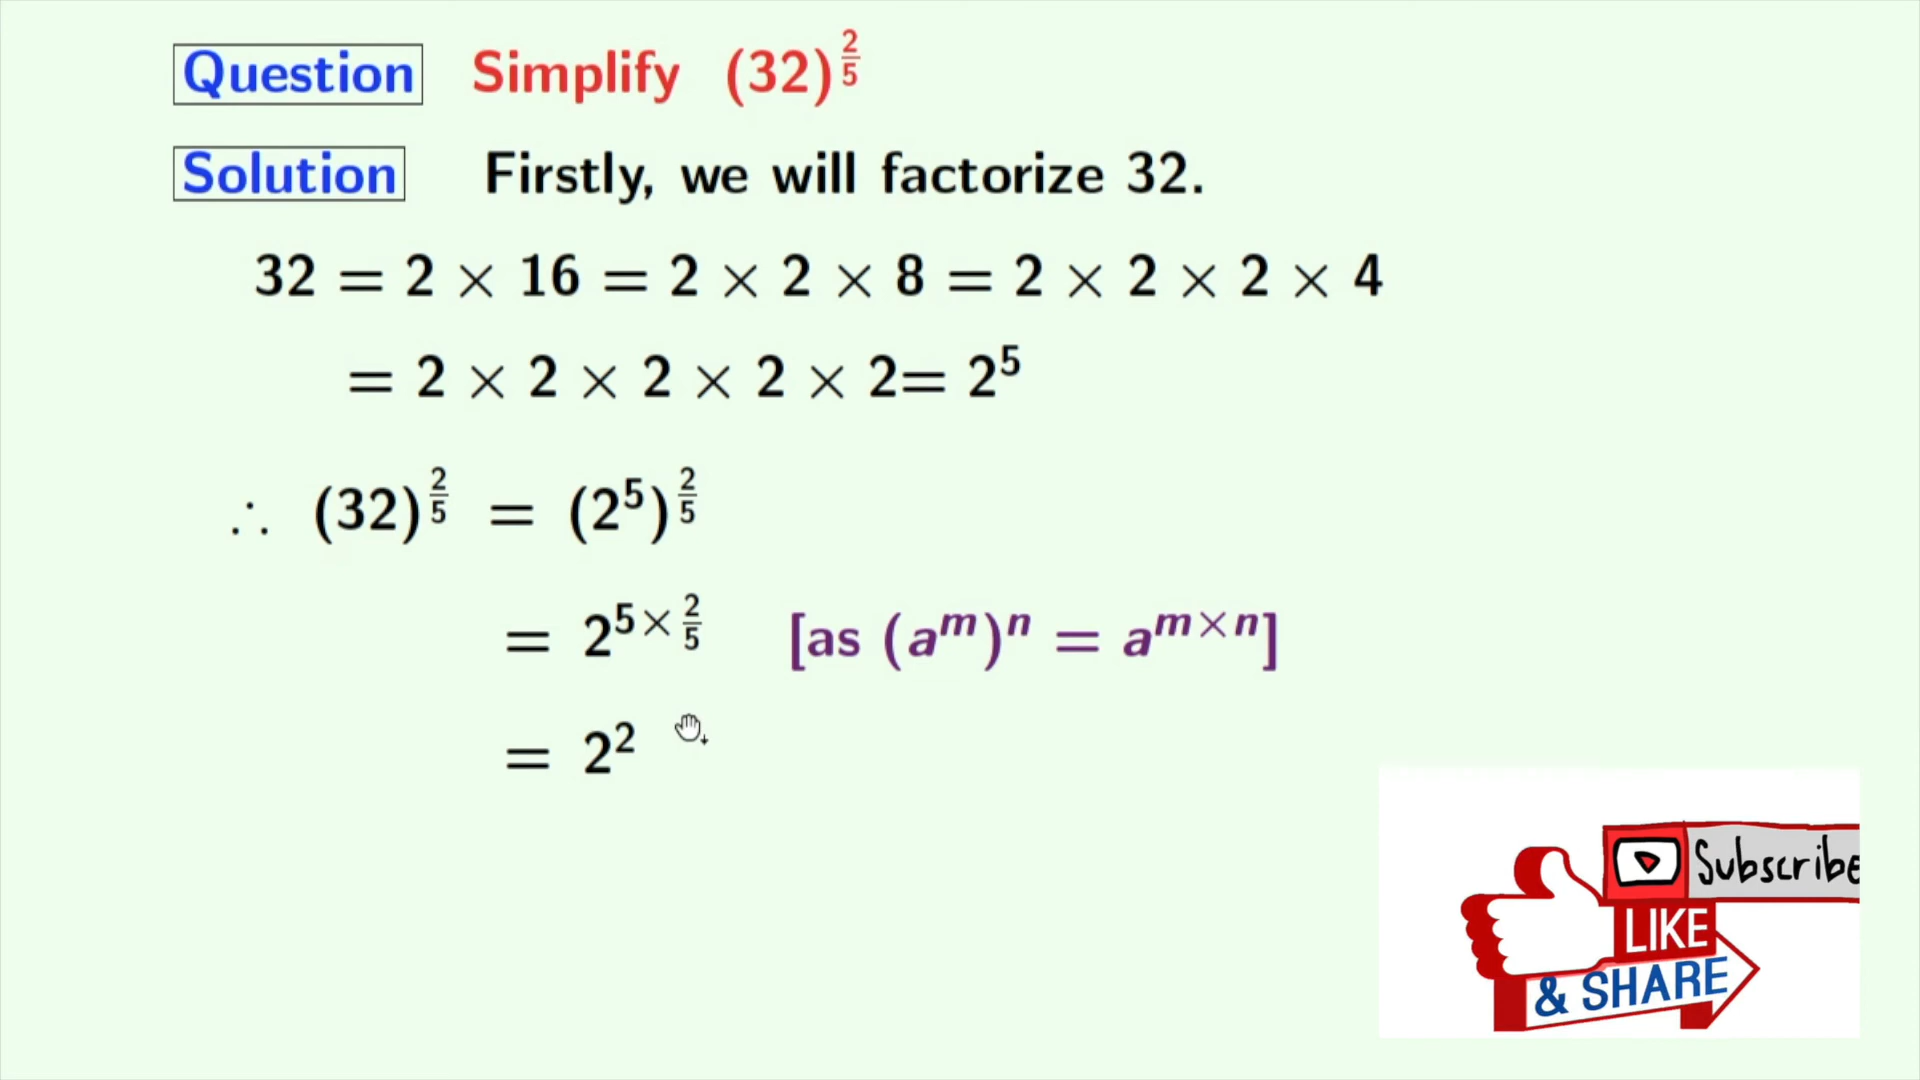 Question Simplify (32)^{2/5}
Solution Firstly, we will factorize 32.
32 = 2 × 16 = 2 × 2 × 8 = 2 × 2 × 2 × 4
= 2 × 2 × 2 × 2 × 2= 2^5
∴ (32)^{2/5} = (2^5)^{2/5}
= 2^{5×2/5} [as (a^m)^n = a^{m×n}]
= 2^2
Subscribe
LIKE
& SHARE